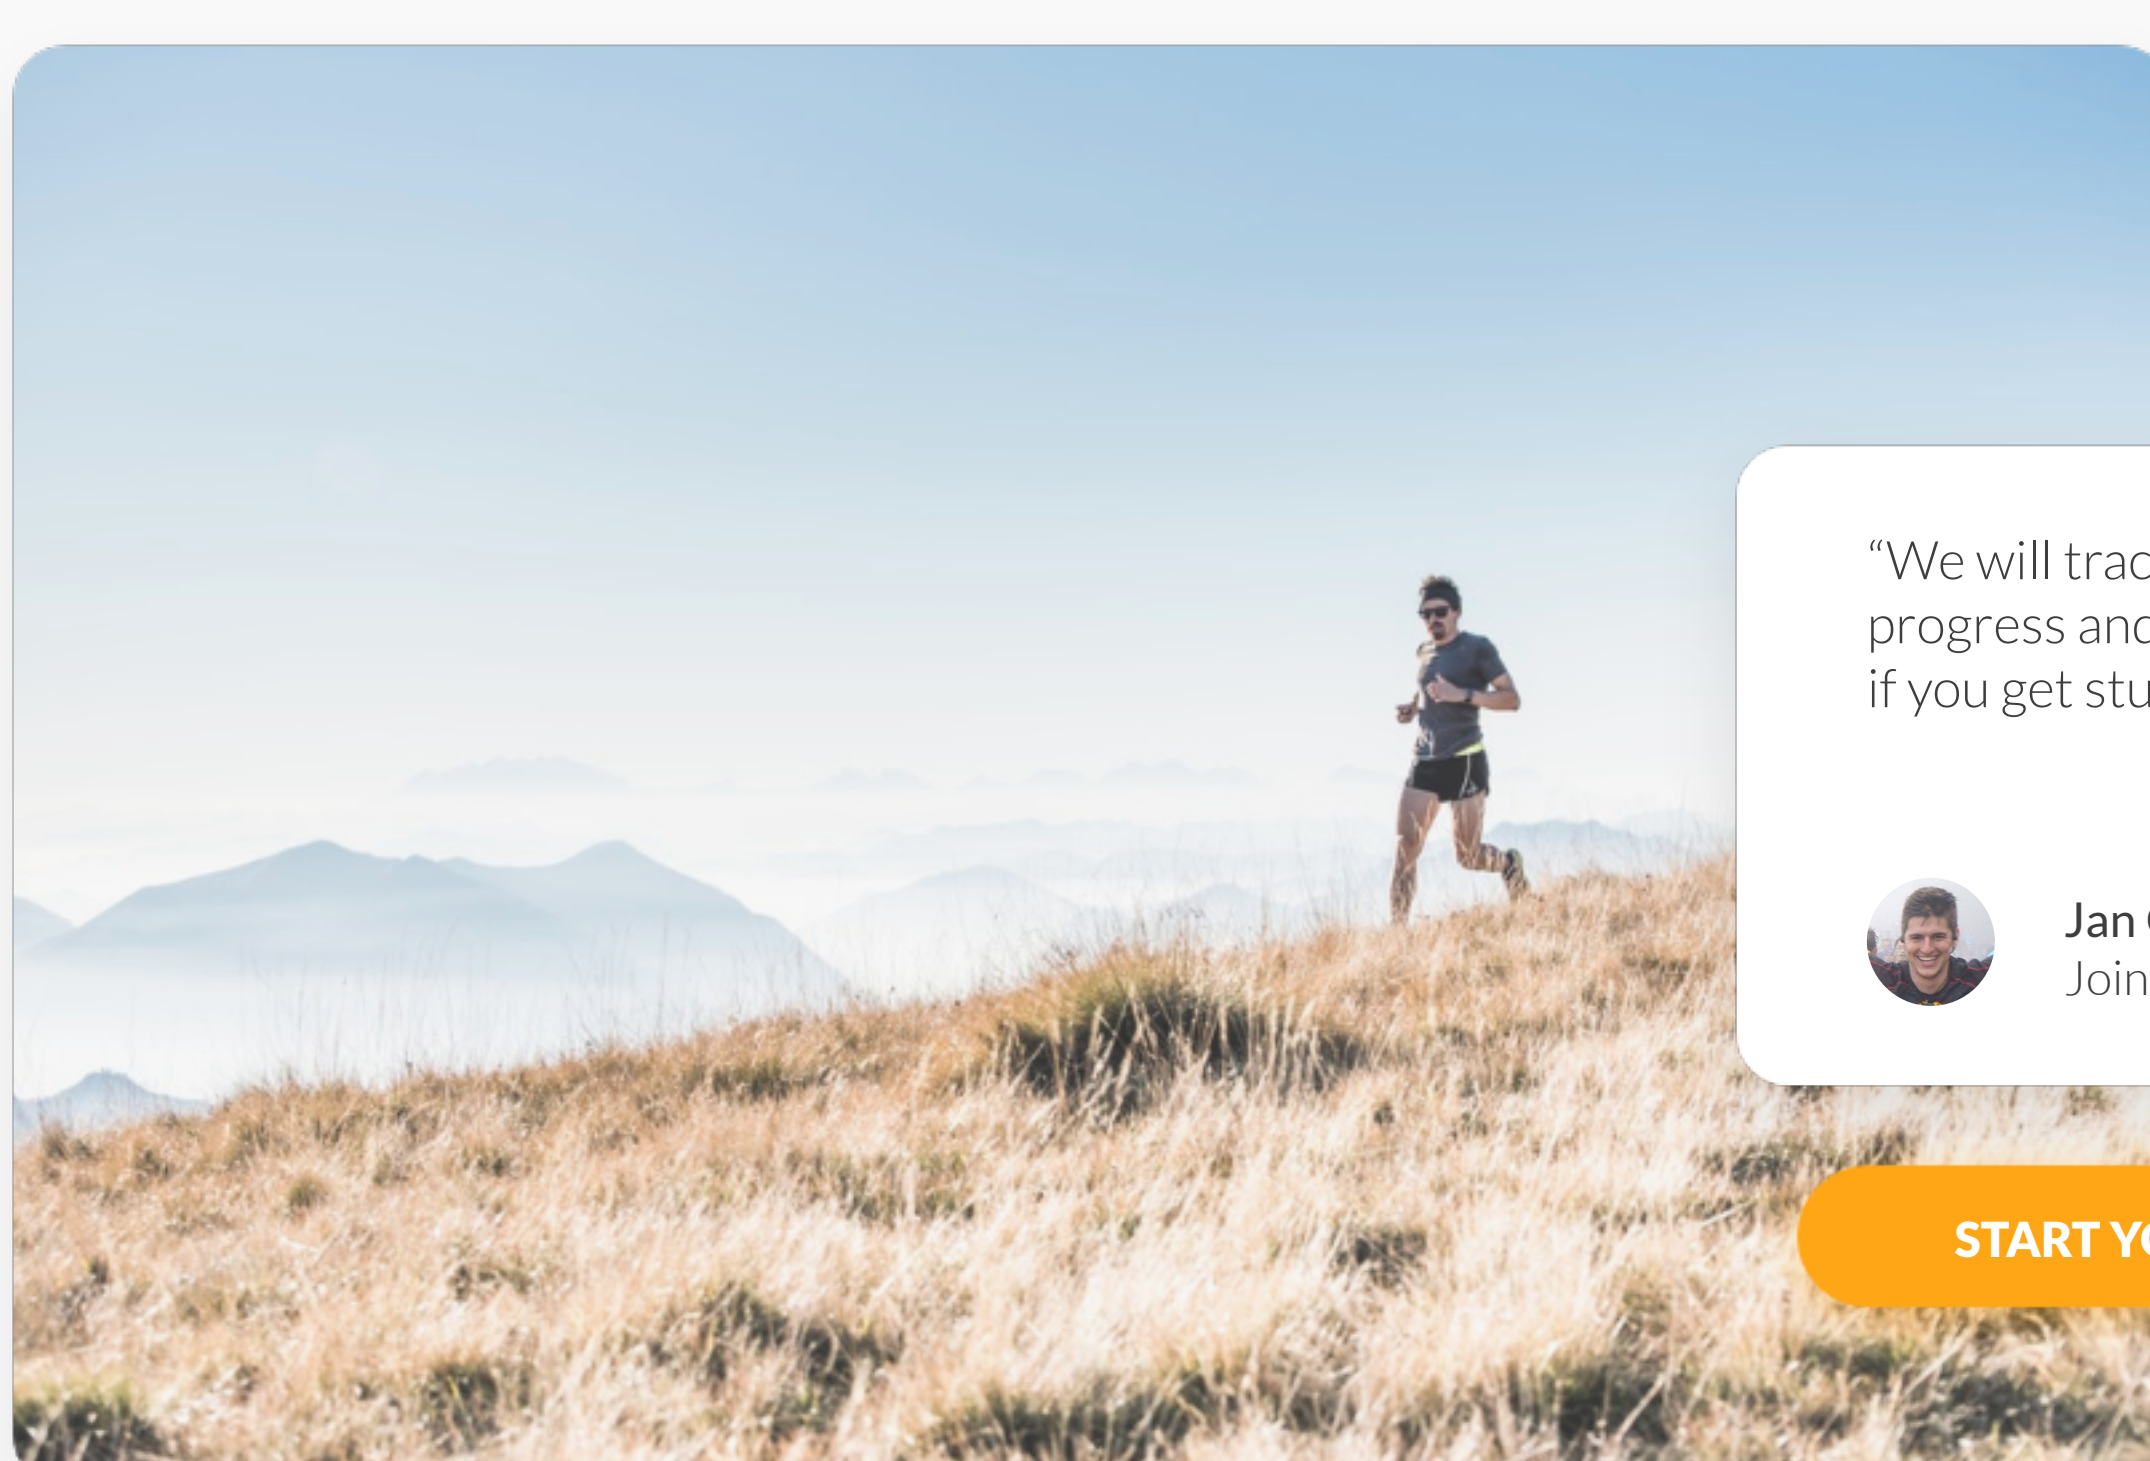 “We will trac
progress and
if you get stu
Jan
Join
START YO